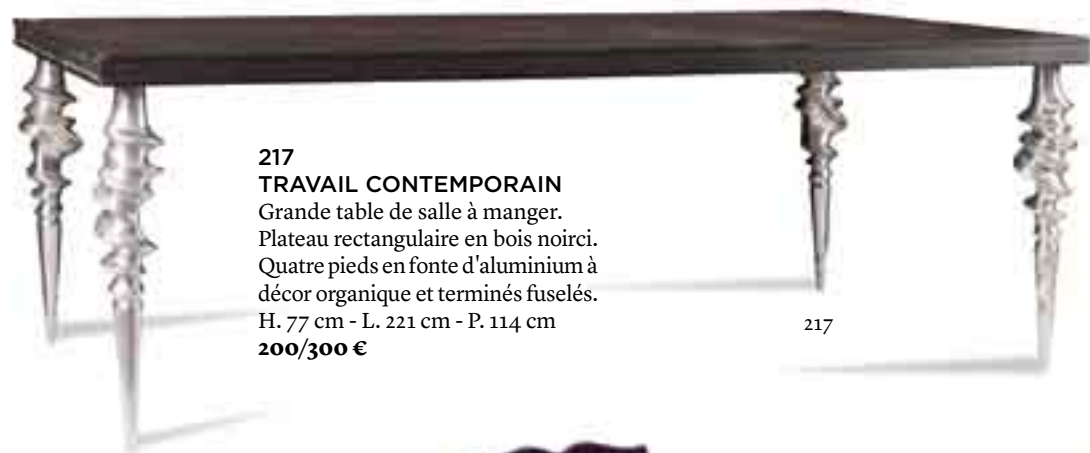 217
TRAVAIL CONTEMPORAIN
Grande table de salle à manger.
Plateau rectangulaire en bois noirci.
Quatre pieds en fonte d'aluminium à
décor organique et terminés fuselés.
H. 77 cm - L. 221 cm - P. 114 cm
200/300 €
217